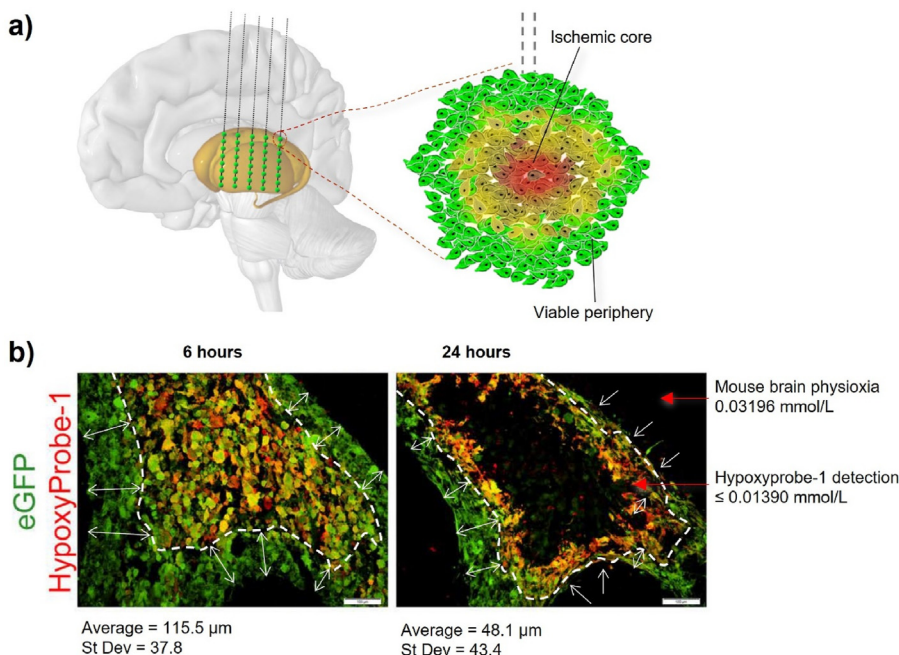 a)
Ischemic core
Viable periphery
b)
6 hours
24 hours
eGFP
HypoxyProbe-1
Mouse brain physioxia
0.03196 mmol/L
Hypoxyprobe-1 detection
≤ 0.01390 mmol/L
Average = 115.5 µm
St Dev = 37.8
Average = 48.1 µm
St Dev = 43.4